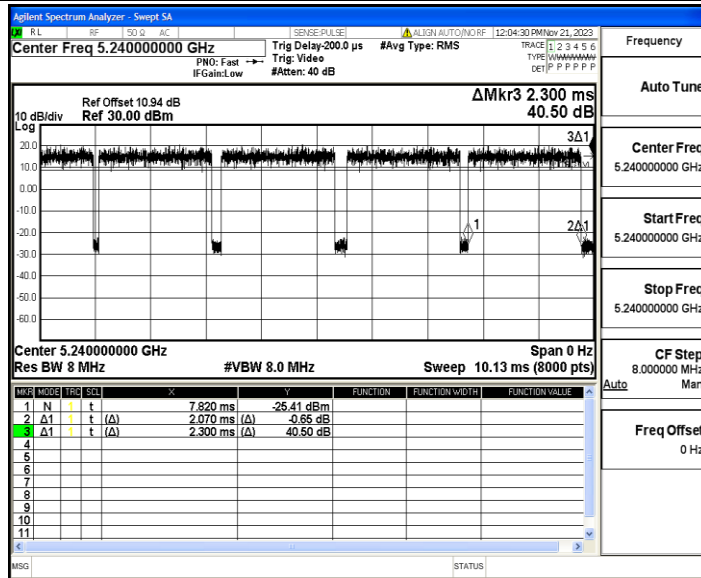 Agilent Spectrum Analyzer - Swept SA
RL RF 50 Ω AC SENSE:PULSE ALIGN AUTO/NO RF 12:04:30 PM Nov 21, 2023
Center Freq 5.240000000 GHz
PNO: Fast
IFGain:Low
Trig Delay-200.0 µs
Trig: Video
#Atten: 40 dB
#Avg Type: RMS
TRACE 1 2 3 4 5 6
TYPE WWWWWW
DET P P P P P P
ΔMkr3 2.300 ms
40.50 dB
Ref Offset 10.94 dB
10 dB/div Ref 30.00 dBm
Log
20.0
10.0
0.00
-10.0
-20.0
-30.0
-40.0
-50.0
-60.0
3Δ1
1
2Δ1
Center 5.240000000 GHz Span 0 Hz
Res BW 8 MHz #VBW 8.0 MHz Sweep 10.13 ms (8000 pts)
MKR MODE TRC SCL X Y FUNCTION FUNCTION WIDTH FUNCTION VALUE
1 N 1 t 7.820 ms -25.41 dBm
2 Δ1 1 t (Δ) 2.070 ms (Δ) -0.65 dB
3 Δ1 1 t (Δ) 2.300 ms (Δ) 40.50 dB
4
5
6
7
8
9
10
11
MSG STATUS
Frequency
Auto Tune
Center Freq
5.240000000 GHz
Start Freq
5.240000000 GHz
Stop Freq
5.240000000 GHz
CF Step
8.000000 MHz
Auto Man
Freq Offset
0 Hz